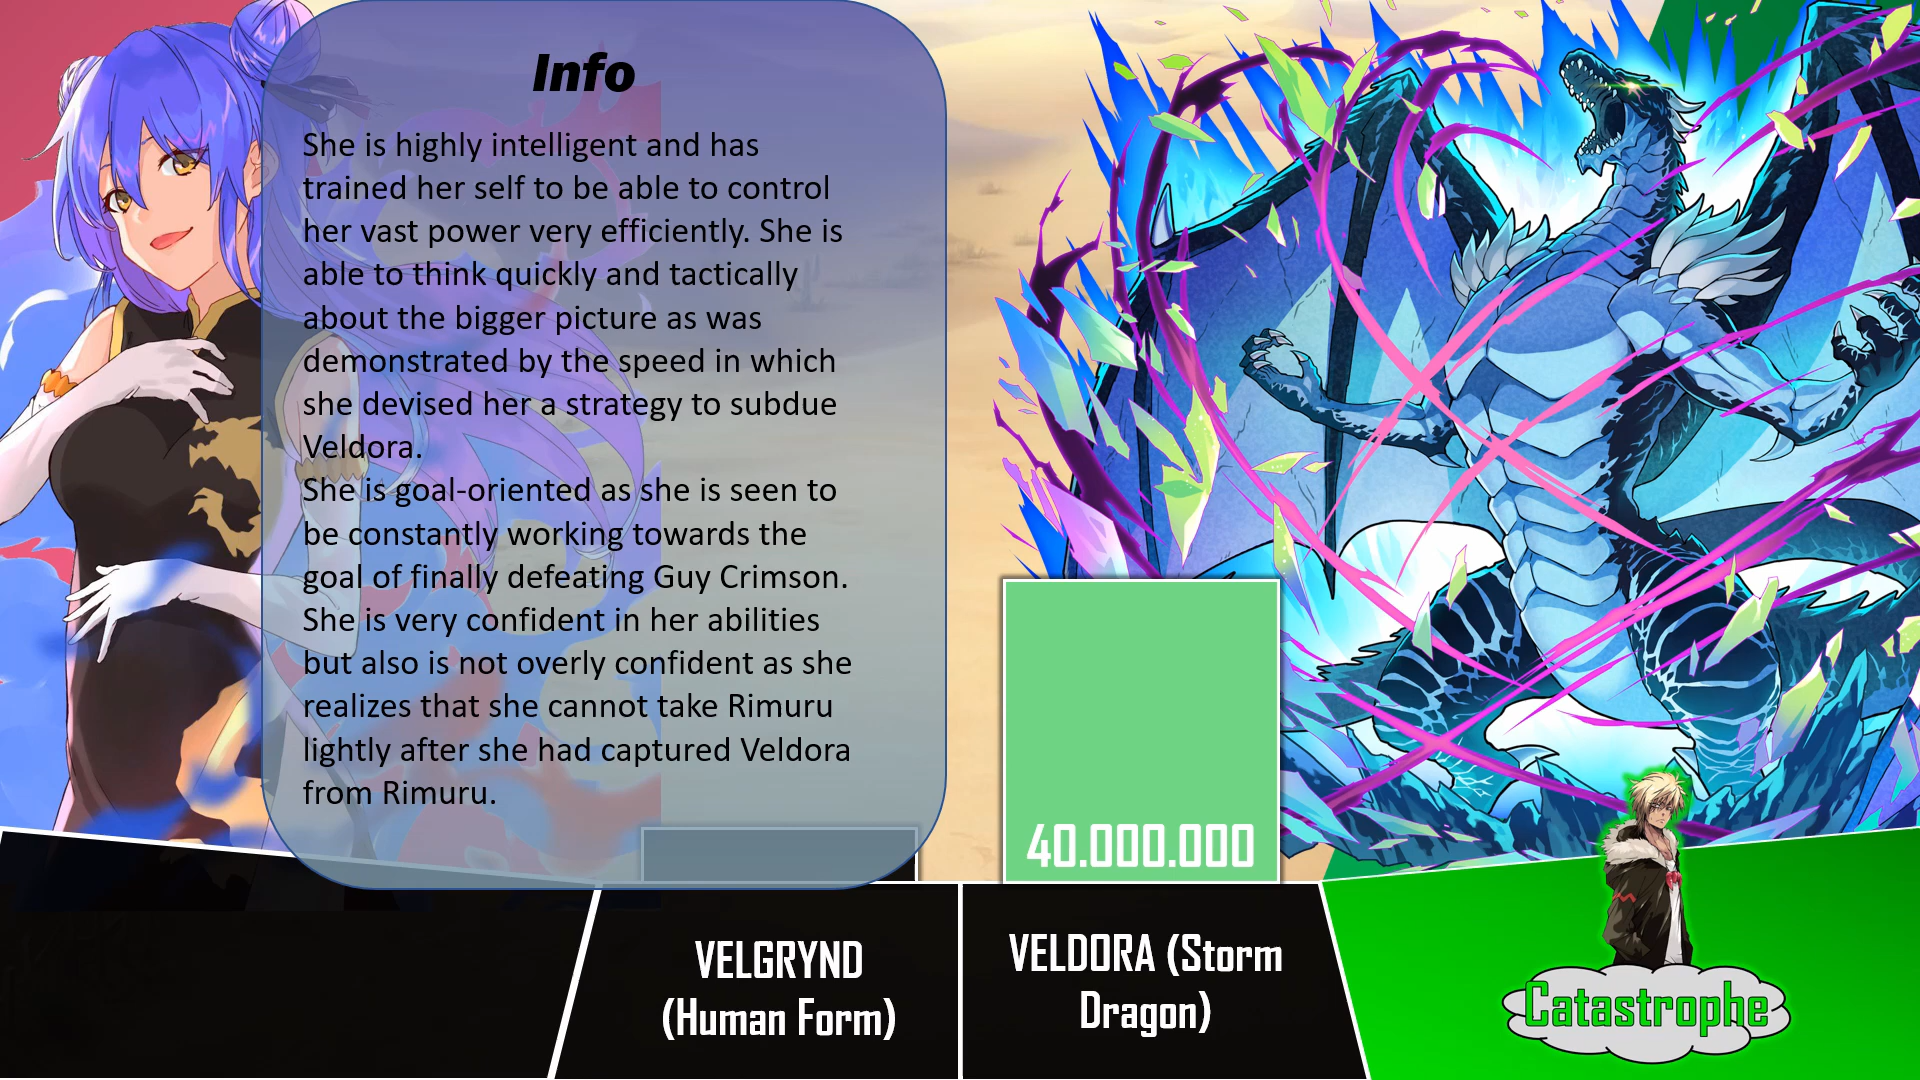 Info
She is highly intelligent and has
trained her self to be able to control
her vast power very efficiently. She is
able to think quickly and tactically
about the bigger picture as was
demonstrated by the speed in which
she devised her a strategy to subdue
Veldora.
She is goal-oriented as she is seen to
be constantly working towards the
goal of finally defeating Guy Crimson.
She is very confident in her abilities
but also is not overly confident as she
realizes that she cannot take Rimuru
lightly after she had captured Veldora
from Rimuru.
40.000.000
VELGRYND
(Human Form)
VELDORA (Storm
Dragon)
Catastrophe